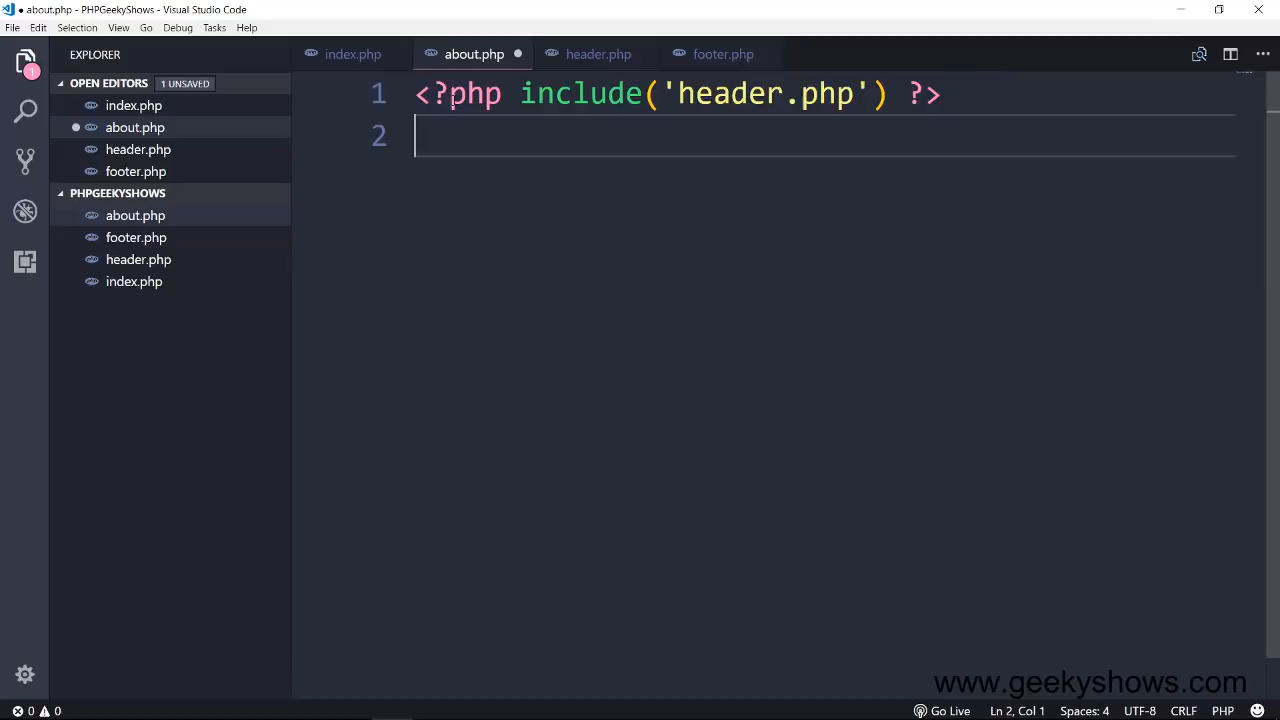 about.php - PHPGeekyShows - Visual Studio Code
File Edit Selection View Go Debug Tasks Help
EXPLORER
index.php about.php header.php footer.php
OPEN EDITORS 1 UNSAVED
index.php
about.php
header.php
footer.php
PHPGEEKYSHOWS
about.php
footer.php
header.php
index.php
1
1 <?php include('header.php') ?>
2
www.geekyshows.com
0 0 Go Live Ln 2, Col 1 Spaces: 4 UTF-8 CRLF PHP